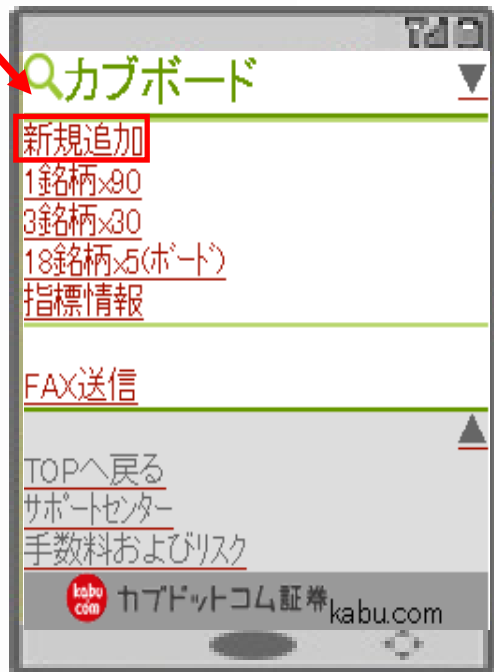 カブボード
▼
新規追加
1銘柄×90
3銘柄×30
18銘柄×5(ﾎﾞｰﾄﾞ)
指標情報
FAX送信
▲
TOPへ戻る
ｻﾎﾟｰﾄｾﾝﾀｰ
手数料およびﾘｽｸ
kabu
com
カブドットコム証券
kabu.com